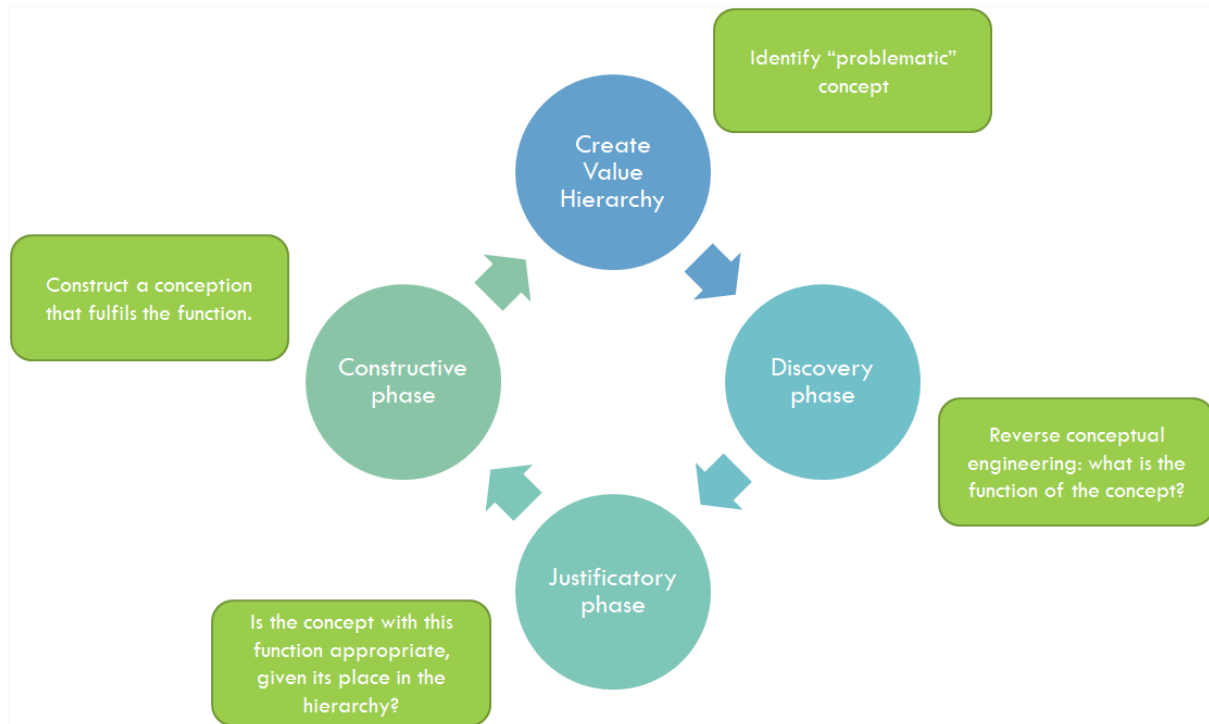 Identify “problematic”
concept
Create
Value
Hierarchy
Construct a conception
that fulfils the function.
Constructive
phase
Discovery
phase
Reverse conceptual
engineering: what is the
function of the concept?
Justificatory
phase
Is the concept with this
function appropriate,
given its place in the
hierarchy?